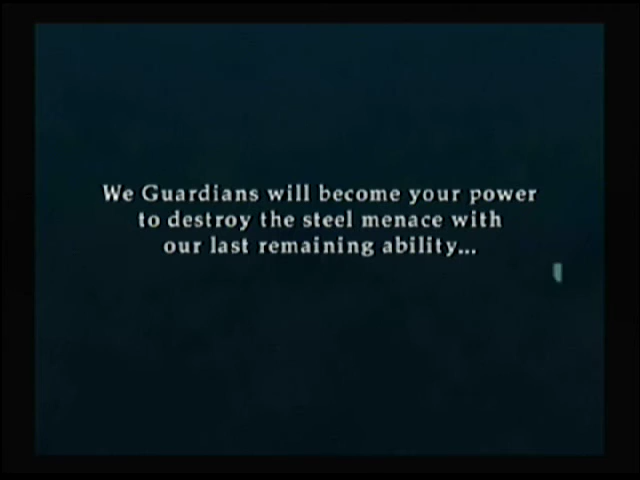 We Guardians will become your power
to destroy the steel menace with
our last remaining ability...